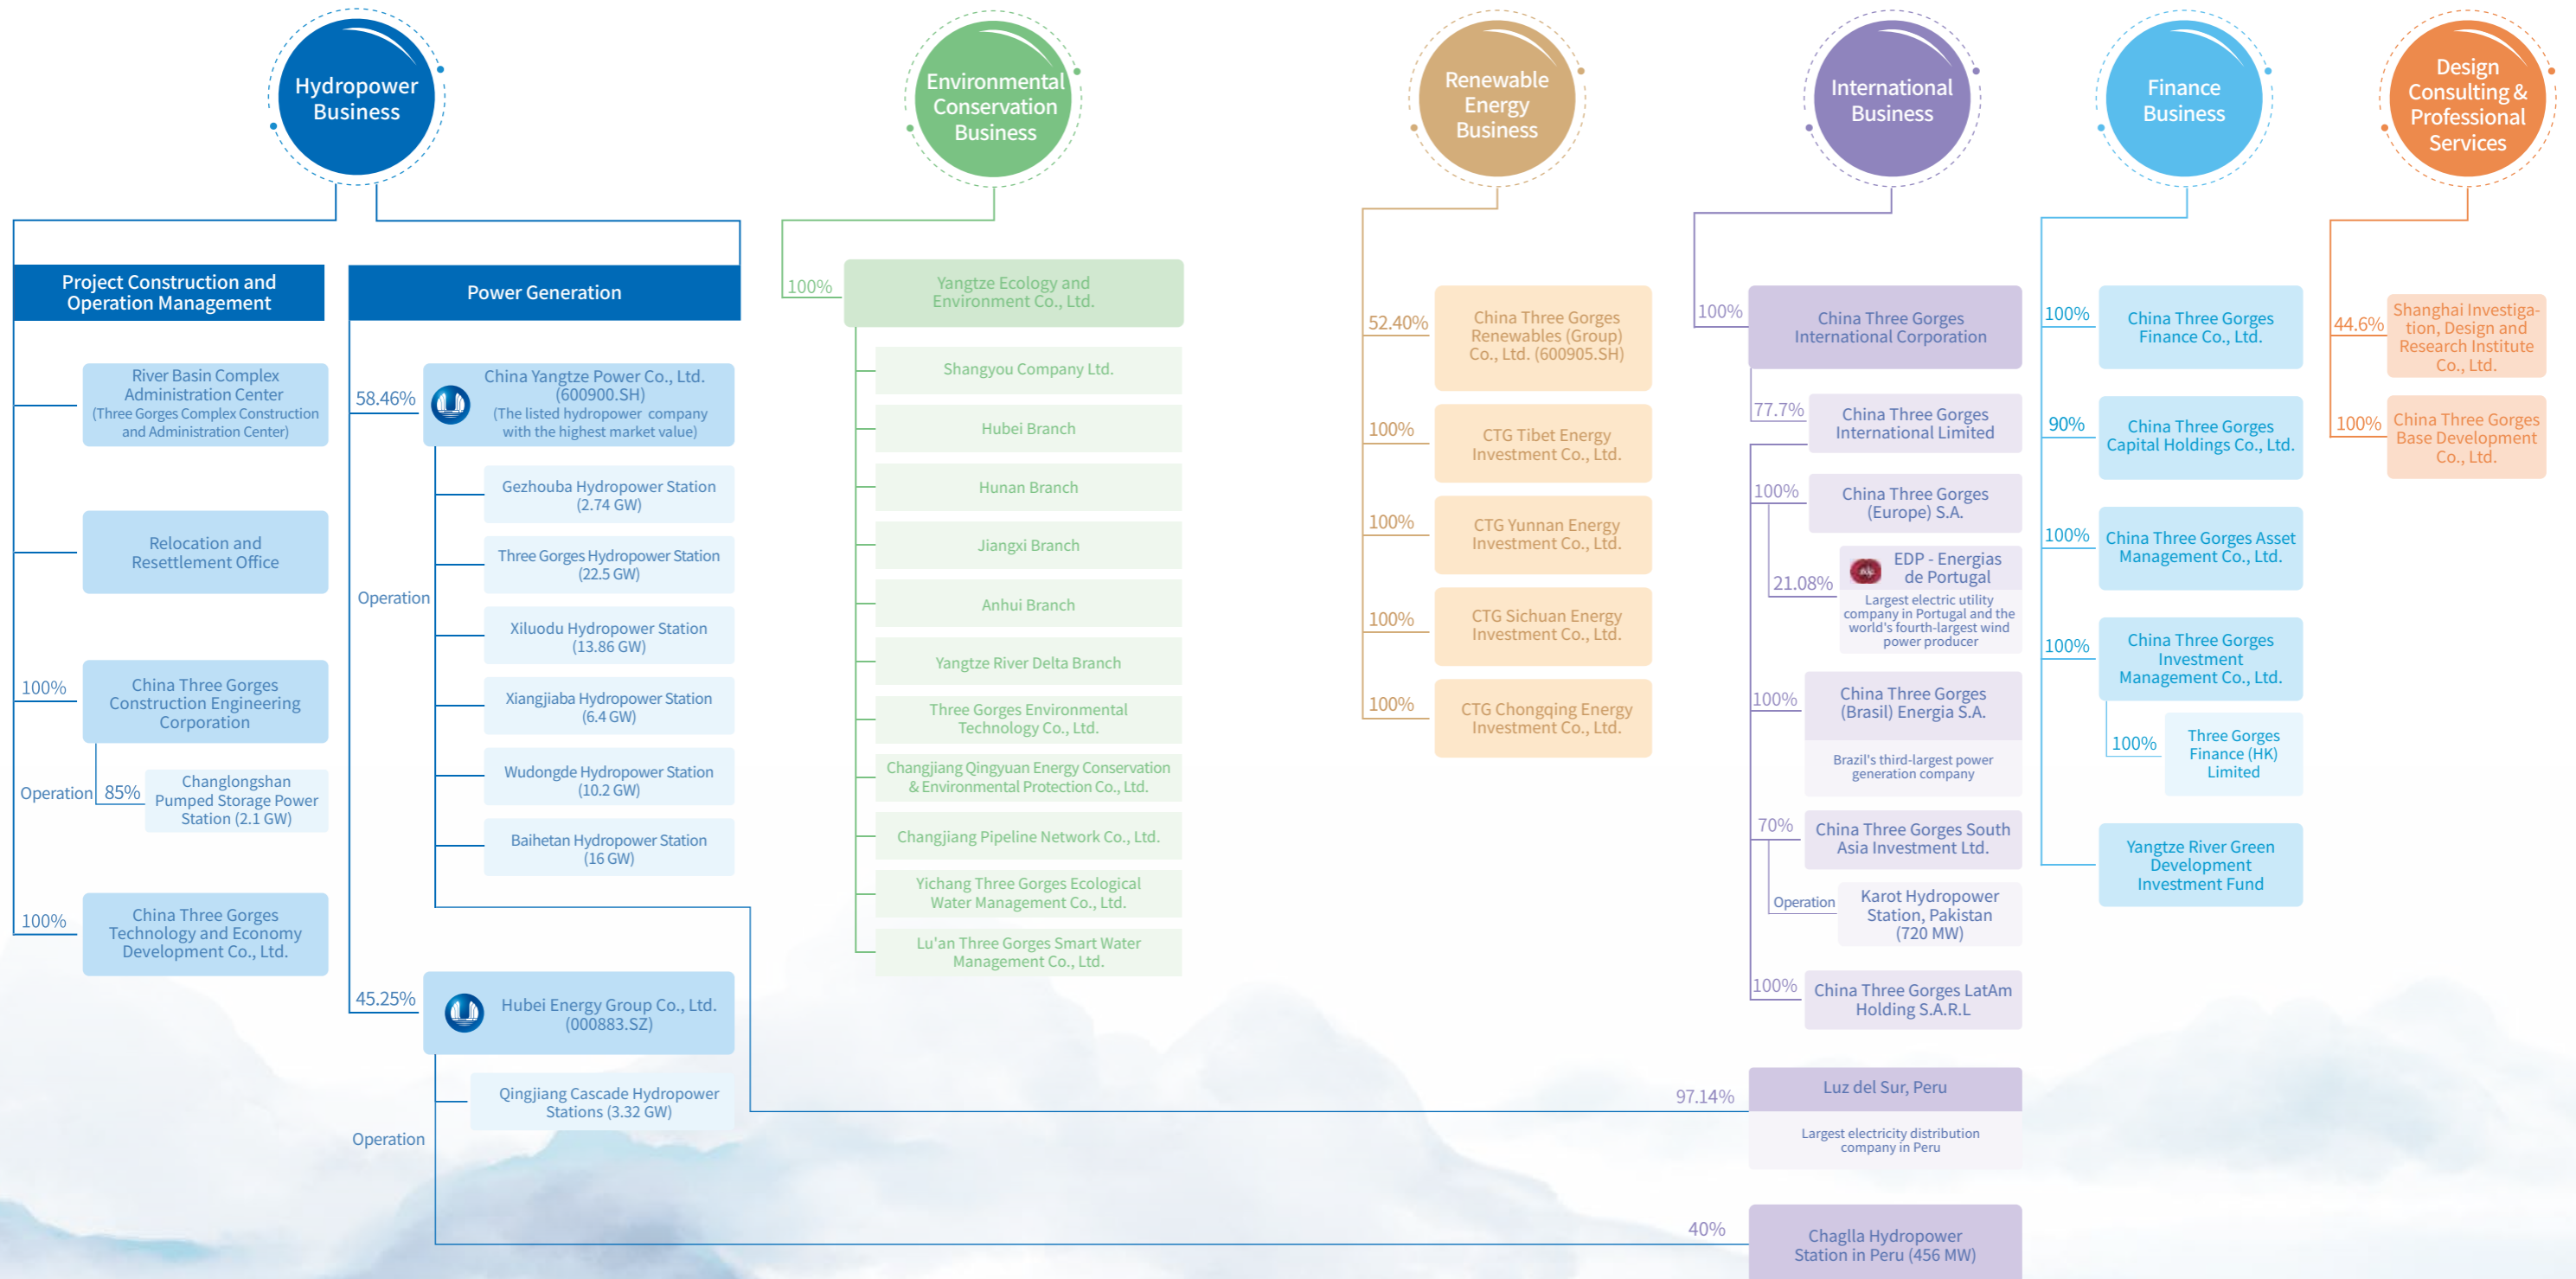 Hydropower
Business
Project Construction and
Operation Management
River Basin Complex
Administration Center
(Three Gorges Complex Construction
and Administration Center)
Relocation and
Resettlement Office
100%
China Three Gorges
Construction Engineering
Corporation
Operation
85%
Changlongshan
Pumped Storage Power
Station (2.1 GW)
100%
China Three Gorges
Technology and Economy
Development Co., Ltd.
Power Generation
58.46%
China Yangtze Power Co., Ltd.
(600900.SH)
(The listed hydropower company
with the highest market value)
Operation
Gezhouba Hydropower Station
(2.74 GW)
Three Gorges Hydropower Station
(22.5 GW)
Xiluodu Hydropower Station
(13.86 GW)
Xiangjiaba Hydropower Station
(6.4 GW)
Wudongde Hydropower Station
(10.2 GW)
Baihetan Hydropower Station
(16 GW)
45.25%
Hubei Energy Group Co., Ltd.
(000883.SZ)
Qingjiang Cascade Hydropower
Stations (3.32 GW)
Operation
Environmental
Conservation
Business
100%
Yangtze Ecology and
Environment Co., Ltd.
Shangyou Company Ltd.
Hubei Branch
Hunan Branch
Jiangxi Branch
Anhui Branch
Yangtze River Delta Branch
Three Gorges Environmental
Technology Co., Ltd.
Changjiang Qingyuan Energy Conservation
& Environmental Protection Co., Ltd.
Changjiang Pipeline Network Co., Ltd.
Yichang Three Gorges Ecological
Water Management Co., Ltd.
Lu'an Three Gorges Smart Water
Management Co., Ltd.
Renewable
Energy
Business
52.40%
China Three Gorges
Renewables (Group)
Co., Ltd. (600905.SH)
100%
CTG Tibet Energy
Investment Co., Ltd.
100%
CTG Yunnan Energy
Investment Co., Ltd.
100%
CTG Sichuan Energy
Investment Co., Ltd.
100%
CTG Chongqing Energy
Investment Co., Ltd.
International
Business
100%
China Three Gorges
International Corporation
77.7%
China Three Gorges
International Limited
100%
China Three Gorges
(Europe) S.A.
21.08%
EDP - Energias
de Portugal
Largest electric utility
company in Portugal and the
world's fourth-largest wind
power producer
100%
China Three Gorges
(Brasil) Energia S.A.
Brazil's third-largest power
generation company
70%
China Three Gorges South
Asia Investment Ltd.
Operation
Karot Hydropower
Station, Pakistan
(720 MW)
100%
China Three Gorges LatAm
Holding S.A.R.L
97.14%
Luz del Sur, Peru
Largest electricity distribution
company in Peru
40%
Chaglla Hydropower
Station in Peru (456 MW)
Finance
Business
100%
China Three Gorges
Finance Co., Ltd.
90%
China Three Gorges
Capital Holdings Co., Ltd.
100%
China Three Gorges Asset
Management Co., Ltd.
100%
China Three Gorges
Investment
Management Co., Ltd.
100%
Three Gorges
Finance (HK)
Limited
Yangtze River Green
Development
Investment Fund
Design
Consulting &
Professional
Services
44.6%
Shanghai Investiga-
tion, Design and
Research Institute
Co., Ltd.
100%
China Three Gorges
Base Development
Co., Ltd.